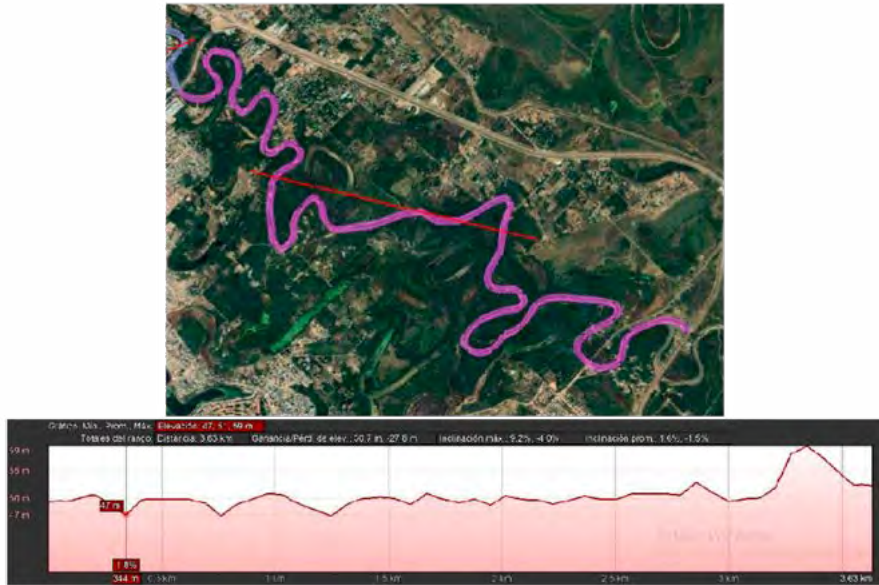 Gráfico: Mín., Prom., Máx. Elevación: 47, 51, 59 m
Totales del rango: Distancia: 3.63 km Ganancia/Pérd. de elev.: 30.7 m, -27.8 m Inclinación máx.: 9.2%, -4.0% Inclinación prom.: 1.6%, -1.5%
59 m
55 m
50 m
47 m
47 m
-1.8%
344 m 0.5 km 1 km 1.5 km 2 km 2.5 km 3 km 3.63 km